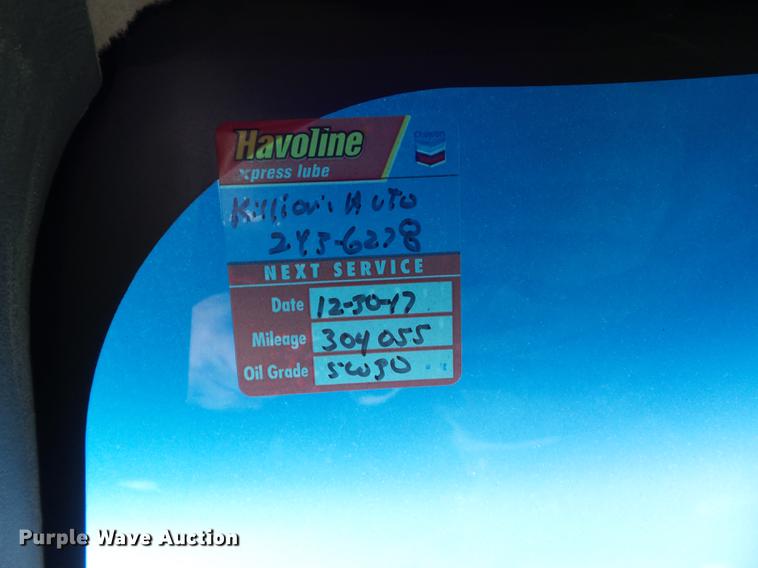 Havoline
xpress lube
Chevron
Killion's Auto
243-6278
NEXT SERVICE
Date 12-30-17
Mileage 304055
Oil Grade 5W30
Purple Wave Auction